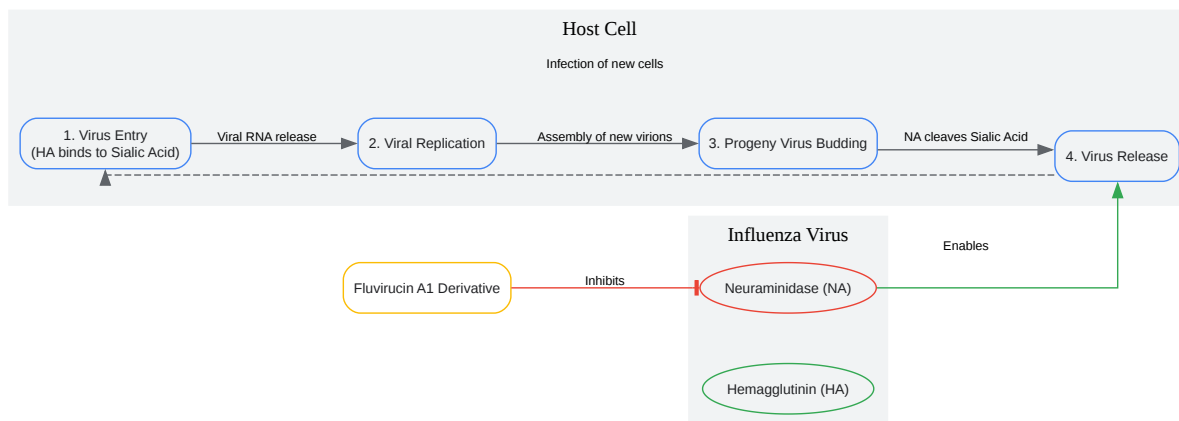 Host Cell
Infection of new cells
1. Virus Entry
(HA binds to Sialic Acid)
Viral RNA release
2. Viral Replication
Assembly of new virions
3. Progeny Virus Budding
NA cleaves Sialic Acid
4. Virus Release
Influenza Virus
Enables
Fluvirucin A1 Derivative
Inhibits
Neuraminidase (NA)
Hemagglutinin (HA)